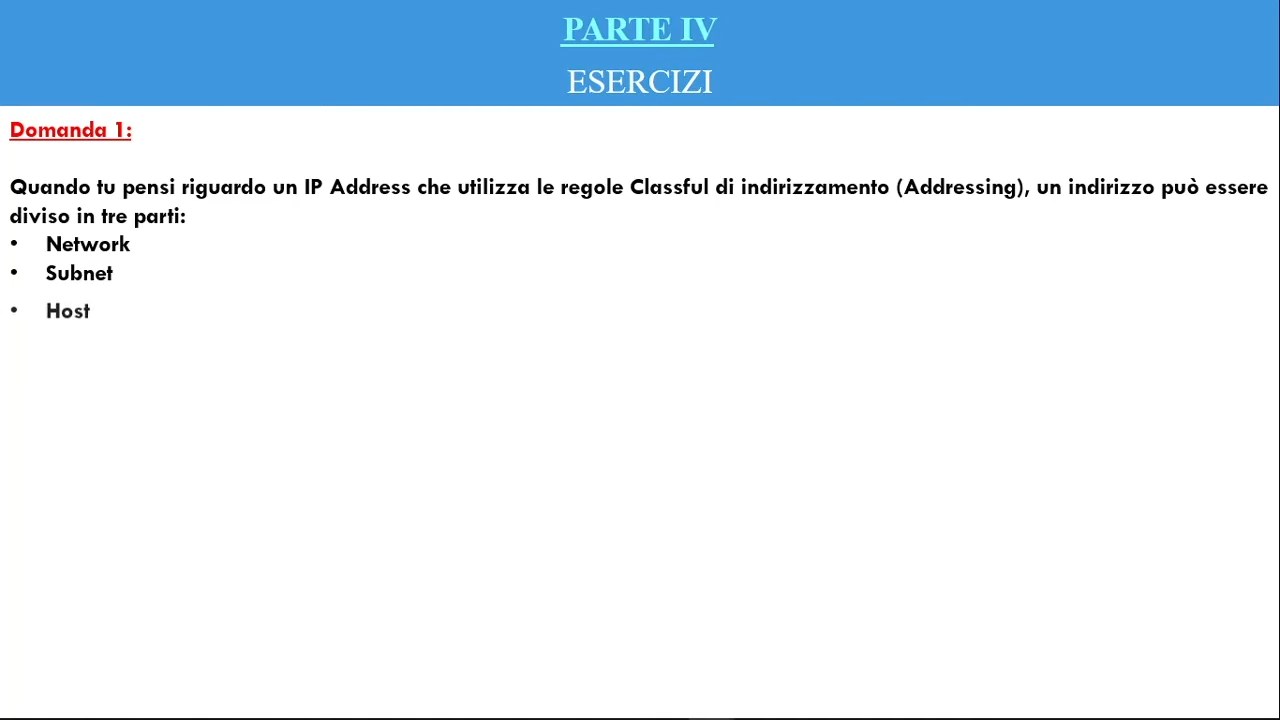 PARTE IV
ESERCIZI
Domanda 1:
Quando tu pensi riguardo un IP Address che utilizza le regole Classful di indirizzamento (Addressing), un indirizzo può essere
diviso in tre parti:
• Network
• Subnet
• Host